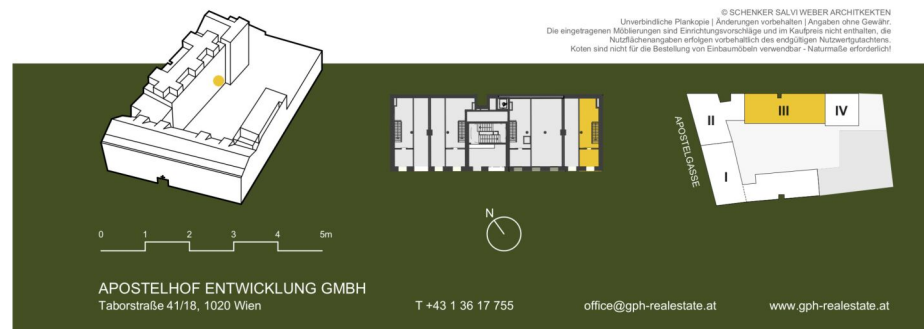 © SCHENKER SALVI WEBER ARCHITKEKTEN
Unverbindliche Plankopie | Änderungen vorbehalten | Angaben ohne Gewähr.
Die eingetragenen Möblierungen sind Einrichtungsvorschläge und im Kaufpreis nicht enthalten, die
Nutzflächenangaben erfolgen vorbehaltlich des endgültigen Nutzwertgutachtens.
Koten sind nicht für die Bestellung von Einbaumöbeln verwendbar - Naturmaße erforderlich!
II
III
IV
APOSTELGASSE
I
N
0 1 2 3 4 5m
APOSTELHOF ENTWICKLUNG GMBH
Taborstraße 41/18, 1020 Wien
T +43 1 36 17 755
office@gph-realestate.at
www.gph-realestate.at